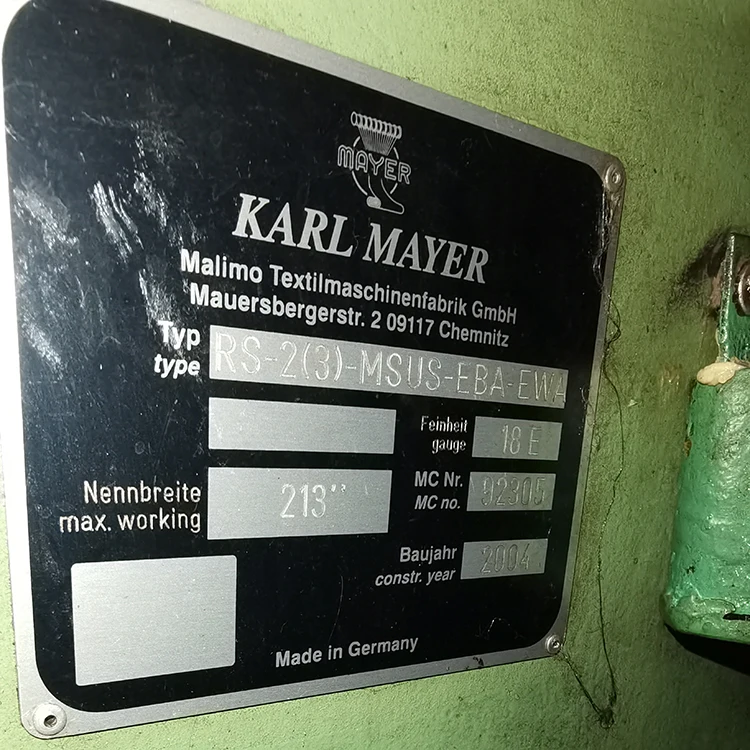 MAYER
KARL MAYER
Malimo Textilmaschinenfabrik GmbH
Mauersbergerstr. 2 09117 Chemnitz
Typ
type
RS-2(3)-MSUS-EBA-EWA
Feinheit
gauge
18 E
Nennbreite
max. working
213"
MC Nr.
MC no.
92305
Baujahr
constr. year
2004
Made in Germany